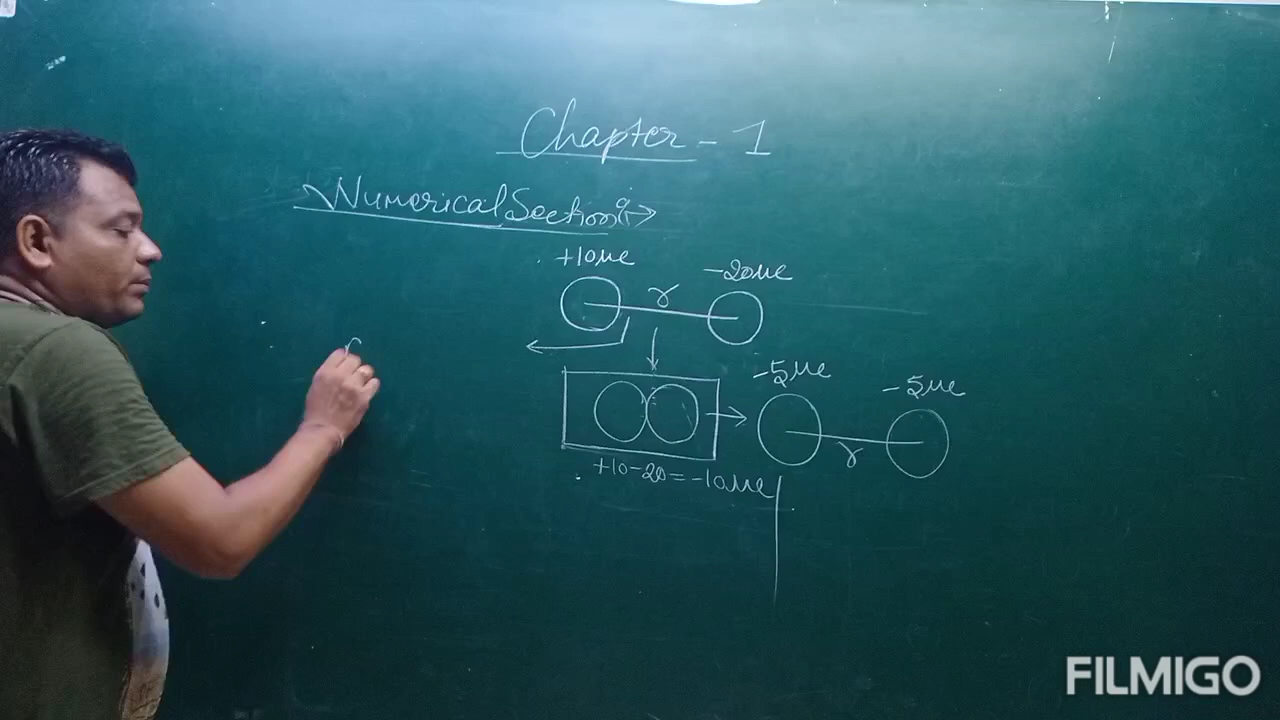 Chapter - 1
Numerical Section:→
+10μc
-20μc
r
-5μc
-5μc
r
+10-20=-10μc
FILMIGO